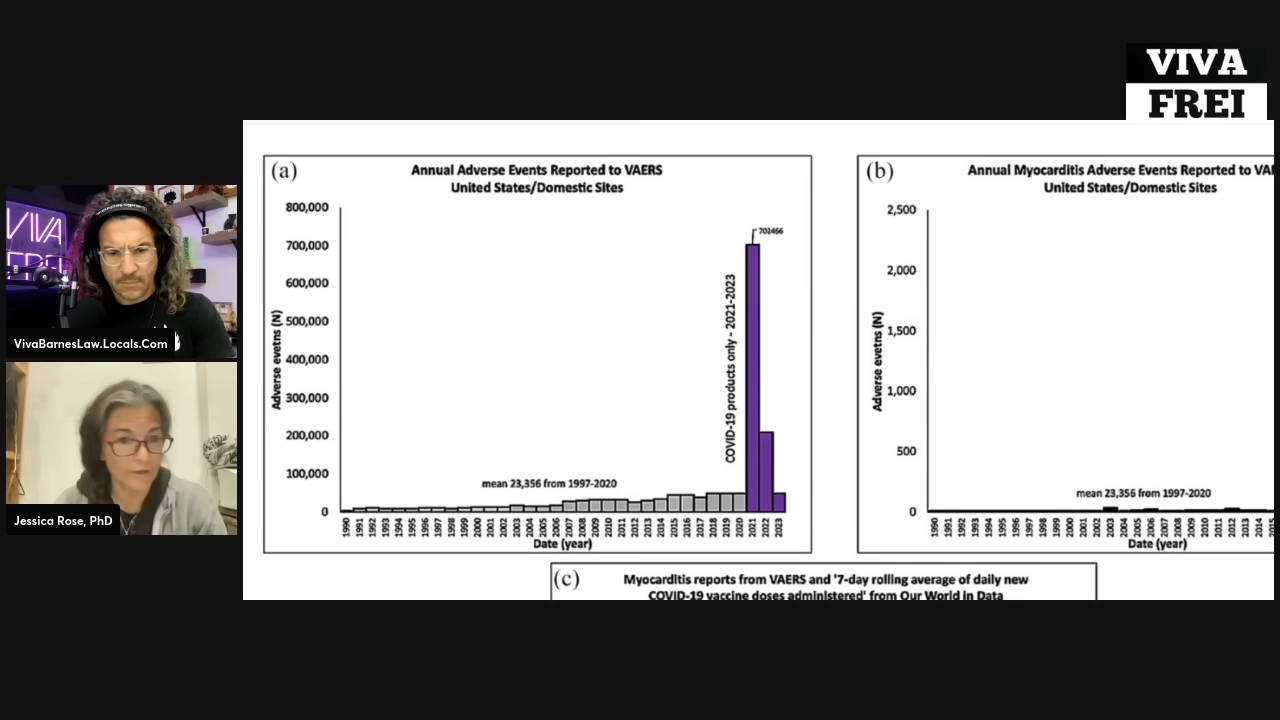 VIVA
FREI
VIVA
FREI
VivaBarnesLaw.Locals.Com
Jessica Rose, PhD
(a)
Annual Adverse Events Reported to VAERS
United States/Domestic Sites
800,000
700,000
600,000
500,000
400,000
300,000
200,000
100,000
0
Adverse evetns (N)
702466
COVID-19 products only - 2021-2023
mean 23,356 from 1997-2020
1990 1991 1992 1993 1994 1995 1996 1997 1998 1999 2000 2001 2002 2003 2004 2005 2006 2007 2008 2009 2010 2011 2012 2013 2014 2015 2016 2017 2018 2019 2020 2021 2022 2023
Date (year)
(b)
Annual Myocarditis Adverse Events Reported to VAE
United States/Domestic Sites
2,500
2,000
1,500
1,000
500
0
Adverse evetns (N)
mean 23,356 from 1997-2020
1990 1991 1992 1993 1994 1995 1996 1997 1998 1999 2000 2001 2002 2003 2004 2005 2006 2007 2008 2009 2010 2011 2012 2013 2014 2015
Date (year)
(c)
Myocarditis reports from VAERS and '7-day rolling average of daily new
COVID-19 vaccine doses administered' from Our World in Data